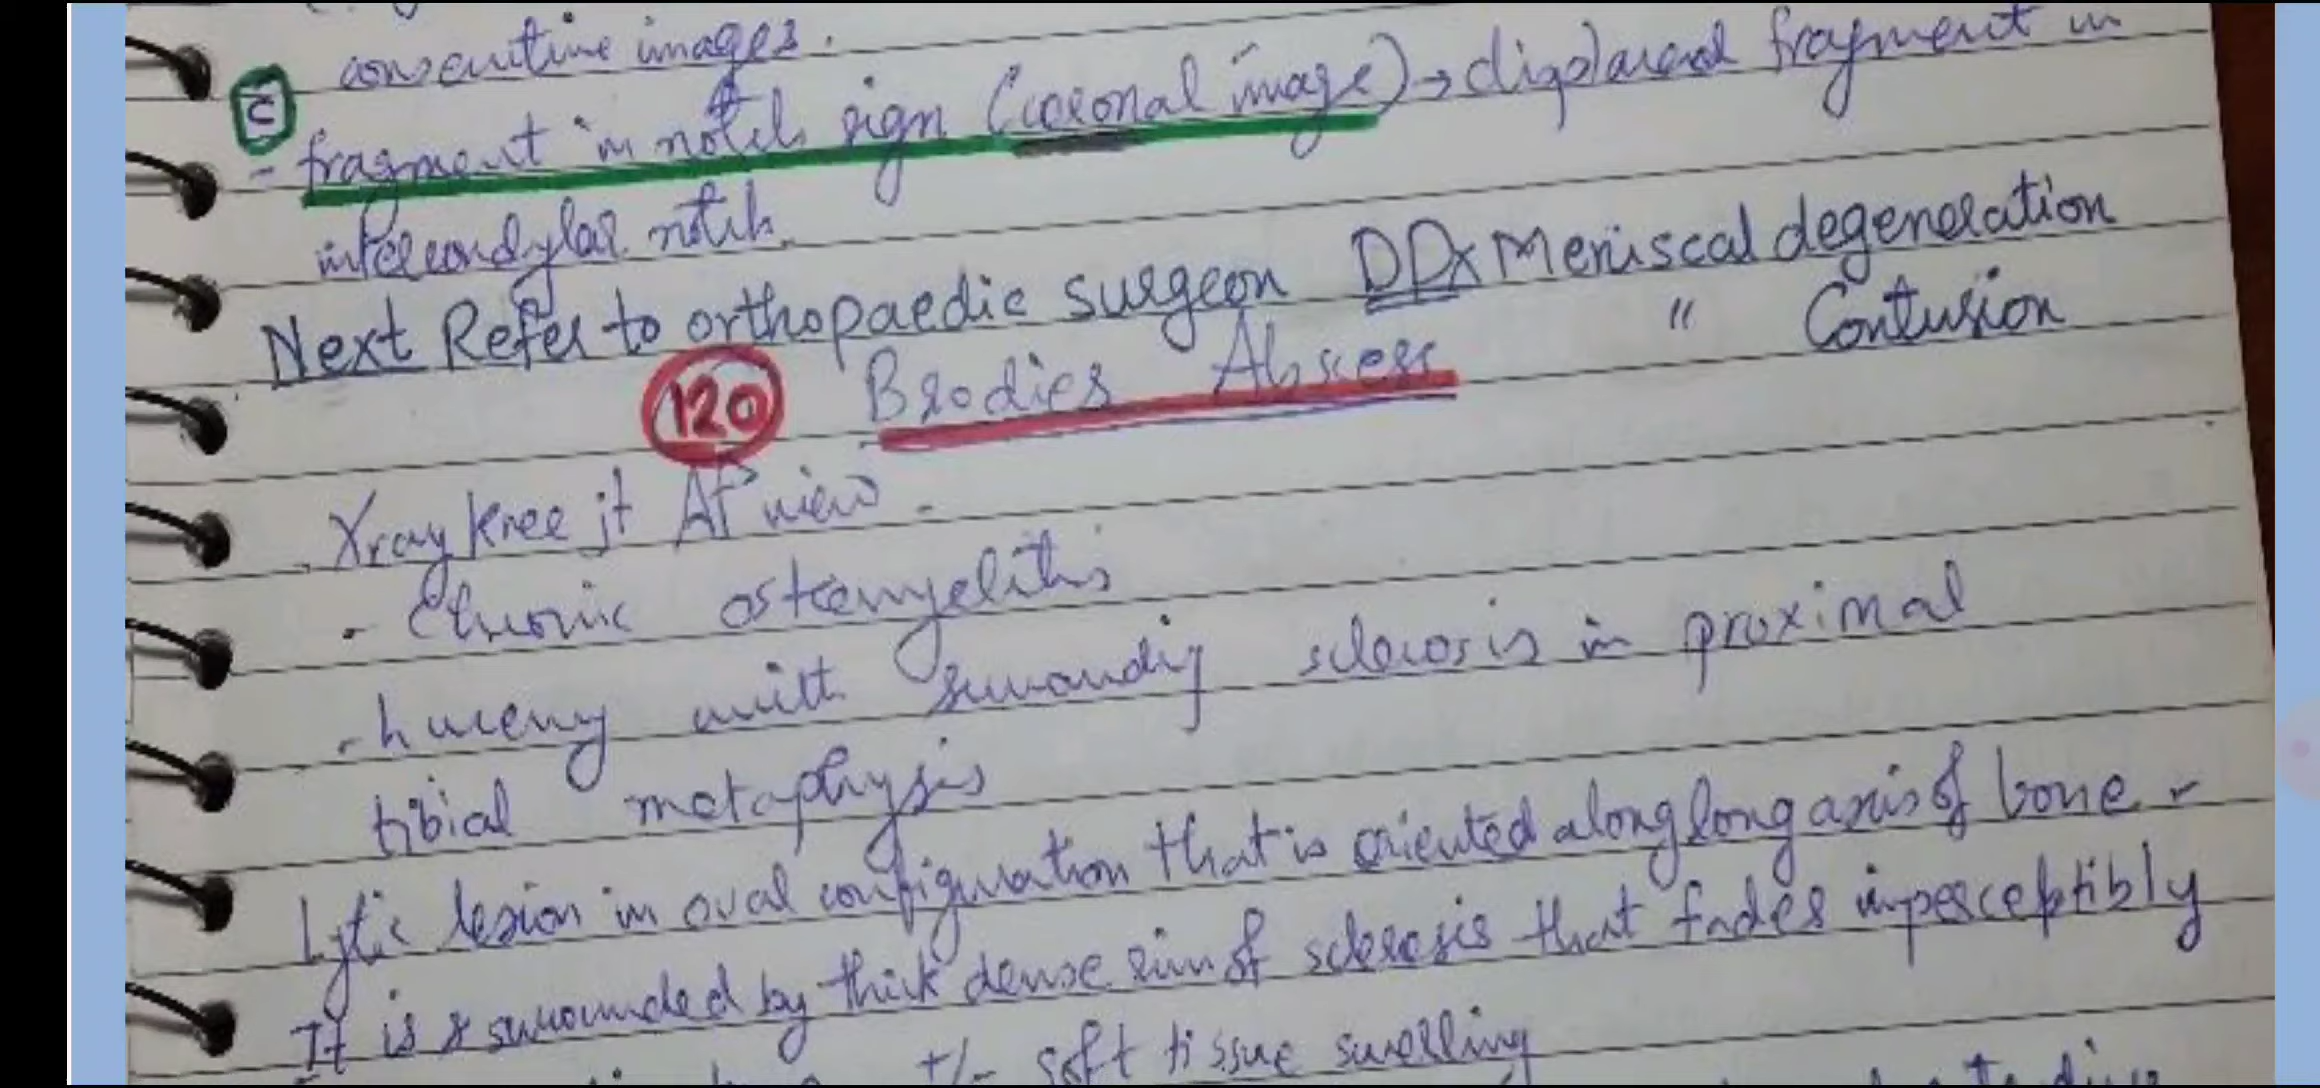 consecutive images.
C
- fragment in notch sign (coronal image) → displaced fragment in
intercondylar notch.
Next Refer to orthopaedic surgeon DDx Meniscal degeneration
" Contusion
120 Brodies Abscess
Xray knee jt AP view -
- Chronic osteomyelitis
- lucency with surrounding sclerosis in proximal
tibial metaphysis
Lytic lesion in oval configuration that is oriented along long axis of bone -
It is surrounded by thick dense rim of sclerosis that fades imperceptibly
+/- soft tissue swelling